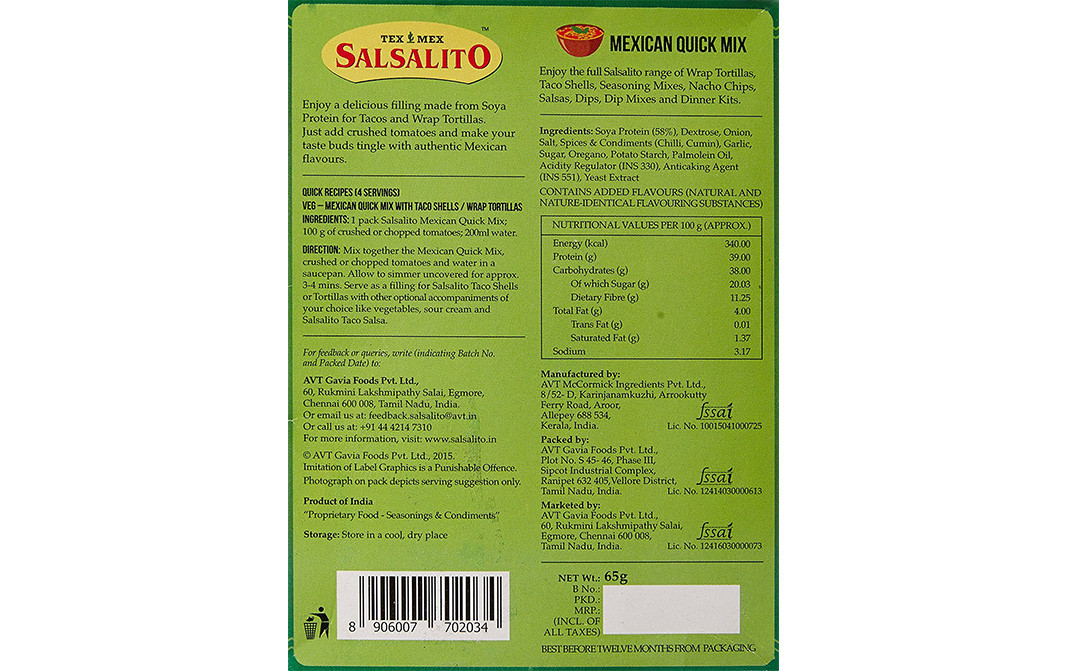 TEX MEX
SALSALITO
™
Enjoy a delicious filling made from Soya
Protein for Tacos and Wrap Tortillas.
Just add crushed tomatoes and make your
taste buds tingle with authentic Mexican
flavours.
QUICK RECIPES (4 SERVINGS)
VEG – MEXICAN QUICK MIX WITH TACO SHELLS / WRAP TORTILLAS
INGREDIENTS: 1 pack Salsalito Mexican Quick Mix;
100 g of crushed or chopped tomatoes; 200ml water.
DIRECTION: Mix together the Mexican Quick Mix,
crushed or chopped tomatoes and water in a
saucepan. Allow to simmer uncovered for approx.
3-4 mins. Serve as a filling for Salsalito Taco Shells
or Tortillas with other optional accompaniments of
your choice like vegetables, sour cream and
Salsalito Taco Salsa.
For feedback or queries, write (indicating Batch No.
and Packed Date) to:
AVT Gavia Foods Pvt. Ltd.,
60, Rukmini Lakshmipathy Salai, Egmore,
Chennai 600 008, Tamil Nadu, India.
Or email us at: feedback.salsalito@avt.in
Or call us at: +91 44 4214 7310
For more information, visit: www.salsalito.in
© AVT Gavia Foods Pvt. Ltd., 2015.
Imitation of Label Graphics is a Punishable Offence.
Photograph on pack depicts serving suggestion only.
Product of India
"Proprietary Food - Seasonings & Condiments"
Storage: Store in a cool, dry place
8 906007 702034
MEXICAN QUICK MIX
Enjoy the full Salsalito range of Wrap Tortillas,
Taco Shells, Seasoning Mixes, Nacho Chips,
Salsas, Dips, Dip Mixes and Dinner Kits.
Ingredients: Soya Protein (58%), Dextrose, Onion,
Salt, Spices & Condiments (Chilli, Cumin), Garlic,
Sugar, Oregano, Potato Starch, Palmolein Oil,
Acidity Regulator (INS 330), Anticaking Agent
(INS 551), Yeast Extract
CONTAINS ADDED FLAVOURS (NATURAL AND
NATURE-IDENTICAL FLAVOURING SUBSTANCES)
NUTRITIONAL VALUES PER 100 g (APPROX.)
Energy (kcal) 340.00
Protein (g) 39.00
Carbohydrates (g) 38.00
Of which Sugar (g) 20.03
Dietary Fibre (g) 11.25
Total Fat (g) 4.00
Trans Fat (g) 0.01
Saturated Fat (g) 1.37
Sodium 3.17
Manufactured by:
AVT McCormick Ingredients Pvt. Ltd.,
8/52- D, Karinjanamkuzhi, Arrookutty
Ferry Road, Aroor,
Allepey 688 534,
Kerala, India.
fssai
Lic. No. 10015041000725
Packed by:
AVT Gavia Foods Pvt. Ltd.,
Plot No. S 45- 46, Phase III,
Sipcot Industrial Complex,
Ranipet 632 405, Vellore District,
Tamil Nadu, India.
fssai
Lic. No. 12414030000613
Marketed by:
AVT Gavia Foods Pvt. Ltd.,
60, Rukmini Lakshmipathy Salai,
Egmore, Chennai 600 008,
Tamil Nadu, India.
fssai
Lic. No. 12416030000073
NET Wt.: 65g
B No.:
PKD.:
MRP.:
(INCL. OF
ALL TAXES)
BEST BEFORE TWELVE MONTHS FROM PACKAGING